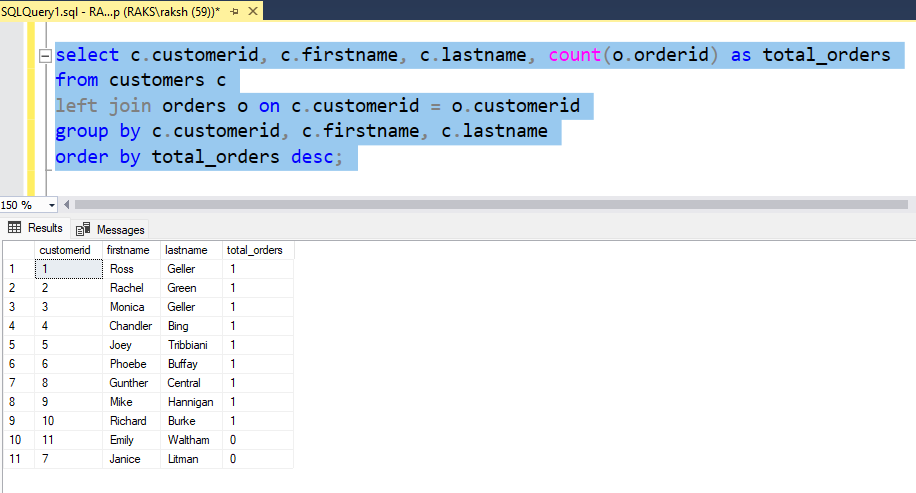 SQLQuery1.sql - RA...p (RAKS\raksh (59))*
select c.customerid, c.firstname, c.lastname, count(o.orderid) as total_orders
from customers c
left join orders o on c.customerid = o.customerid
group by c.customerid, c.firstname, c.lastname
order by total_orders desc;
150 %
Results Messages
customerid firstname lastname total_orders
1 1 Ross Geller 1
2 2 Rachel Green 1
3 3 Monica Geller 1
4 4 Chandler Bing 1
5 5 Joey Tribbiani 1
6 6 Phoebe Buffay 1
7 8 Gunther Central 1
8 9 Mike Hannigan 1
9 10 Richard Burke 1
10 11 Emily Waltham 0
11 7 Janice Litman 0